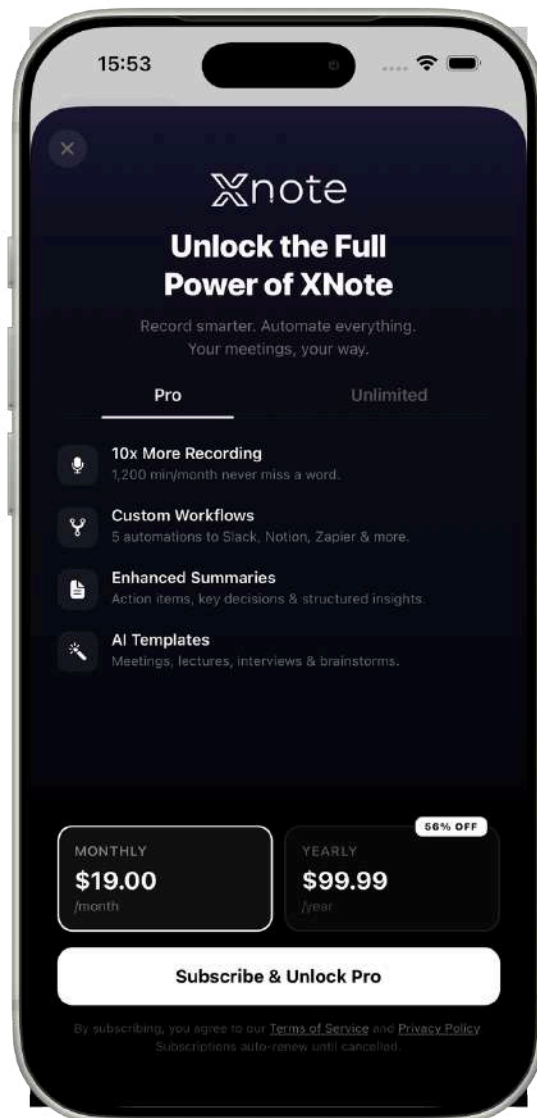 15:53
Xnote
Unlock the Full
Power of XNote
Record smarter. Automate everything.
Your meetings, your way.
Pro
Unlimited
10x More Recording
1,200 min/month never miss a word.
Custom Workflows
5 automations to Slack, Notion, Zapier & more.
Enhanced Summaries
Action items, key decisions & structured insights.
AI Templates
Meetings, lectures, interviews & brainstorms.
56% OFF
MONTHLY
$19.00
/month
YEARLY
$99.99
/year
Subscribe & Unlock Pro
By subscribing, you agree to our Terms of Service and Privacy Policy
Subscriptions auto-renew until cancelled.